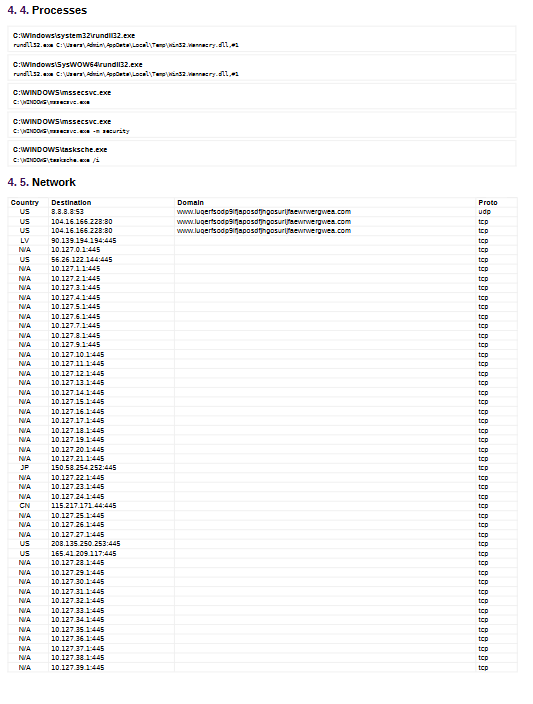 4. 4. Processes
C:\Windows\system32\rundll32.exe
rundll32.exe C:\Users\Admin\AppData\Local\Temp\Win32.Wannacry.dll,#1
C:\Windows\SysWOW64\rundll32.exe
rundll32.exe C:\Users\Admin\AppData\Local\Temp\Win32.Wannacry.dll,#1
C:\WINDOWS\mssecsvc.exe
C:\WINDOWS\mssecsvc.exe
C:\WINDOWS\mssecsvc.exe
C:\WINDOWS\mssecsvc.exe -m security
C:\WINDOWS\tasksche.exe
C:\WINDOWS\tasksche.exe /i
4. 5. Network
Country Destination Domain Proto
US 8.8.8.8:53 www.iuqerfsodp9ifjaposdfjhgosurijfaewrwergwea.com udp
US 104.16.166.228:80 www.iuqerfsodp9ifjaposdfjhgosurijfaewrwergwea.com tcp
US 104.16.166.228:80 www.iuqerfsodp9ifjaposdfjhgosurijfaewrwergwea.com tcp
LV 90.139.194.194:445 tcp
N/A 10.127.0.1:445 tcp
US 56.26.122.144:445 tcp
N/A 10.127.1.1:445 tcp
N/A 10.127.2.1:445 tcp
N/A 10.127.3.1:445 tcp
N/A 10.127.4.1:445 tcp
N/A 10.127.5.1:445 tcp
N/A 10.127.6.1:445 tcp
N/A 10.127.7.1:445 tcp
N/A 10.127.8.1:445 tcp
N/A 10.127.9.1:445 tcp
N/A 10.127.10.1:445 tcp
N/A 10.127.11.1:445 tcp
N/A 10.127.12.1:445 tcp
N/A 10.127.13.1:445 tcp
N/A 10.127.14.1:445 tcp
N/A 10.127.15.1:445 tcp
N/A 10.127.16.1:445 tcp
N/A 10.127.17.1:445 tcp
N/A 10.127.18.1:445 tcp
N/A 10.127.19.1:445 tcp
N/A 10.127.20.1:445 tcp
N/A 10.127.21.1:445 tcp
JP 150.58.254.252:445 tcp
N/A 10.127.22.1:445 tcp
N/A 10.127.23.1:445 tcp
N/A 10.127.24.1:445 tcp
CN 115.217.171.44:445 tcp
N/A 10.127.25.1:445 tcp
N/A 10.127.26.1:445 tcp
N/A 10.127.27.1:445 tcp
US 208.135.250.253:445 tcp
US 165.41.209.117:445 tcp
N/A 10.127.28.1:445 tcp
N/A 10.127.29.1:445 tcp
N/A 10.127.30.1:445 tcp
N/A 10.127.31.1:445 tcp
N/A 10.127.32.1:445 tcp
N/A 10.127.33.1:445 tcp
N/A 10.127.34.1:445 tcp
N/A 10.127.35.1:445 tcp
N/A 10.127.36.1:445 tcp
N/A 10.127.37.1:445 tcp
N/A 10.127.38.1:445 tcp
N/A 10.127.39.1:445 tcp